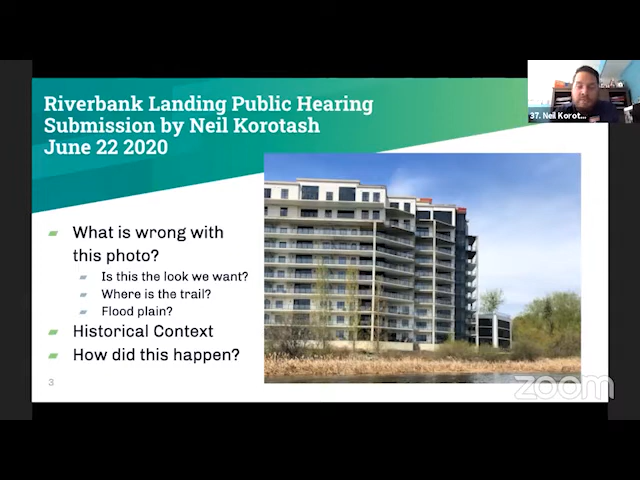 Riverbank Landing Public Hearing
Submission by Neil Korotash
June 22 2020
37. Neil Korot...
What is wrong with
this photo?
Is this the look we want?
Where is the trail?
Flood plain?
Historical Context
How did this happen?
3
zoom